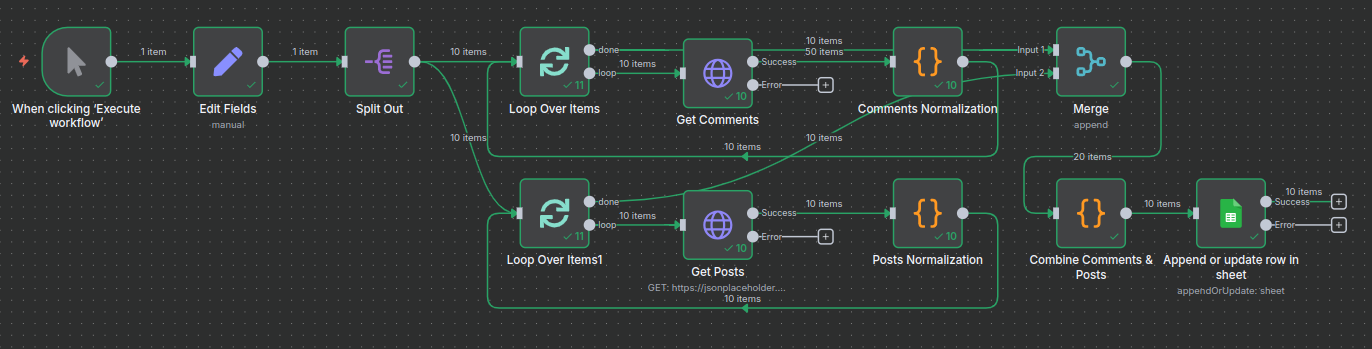 1 item
1 item
10 items
done
loop
10 items
10 items
50 items
Success
Error
Input 1
Input 2
11
10
10
When clicking ‘Execute
workflow’
Edit Fields
manual
Split Out
Loop Over Items
Get Comments
Comments Normalization
Merge
append
10 items
10 items
10 items
20 items
done
loop
10 items
Success
10 items
Error
11
10
10
10 items
10 items
Success
Error
Loop Over Items1
Get Posts
GET: https://jsonplaceholder....
10 items
Posts Normalization
Combine Comments &
Posts
Append or update row in
sheet
appendOrUpdate: sheet